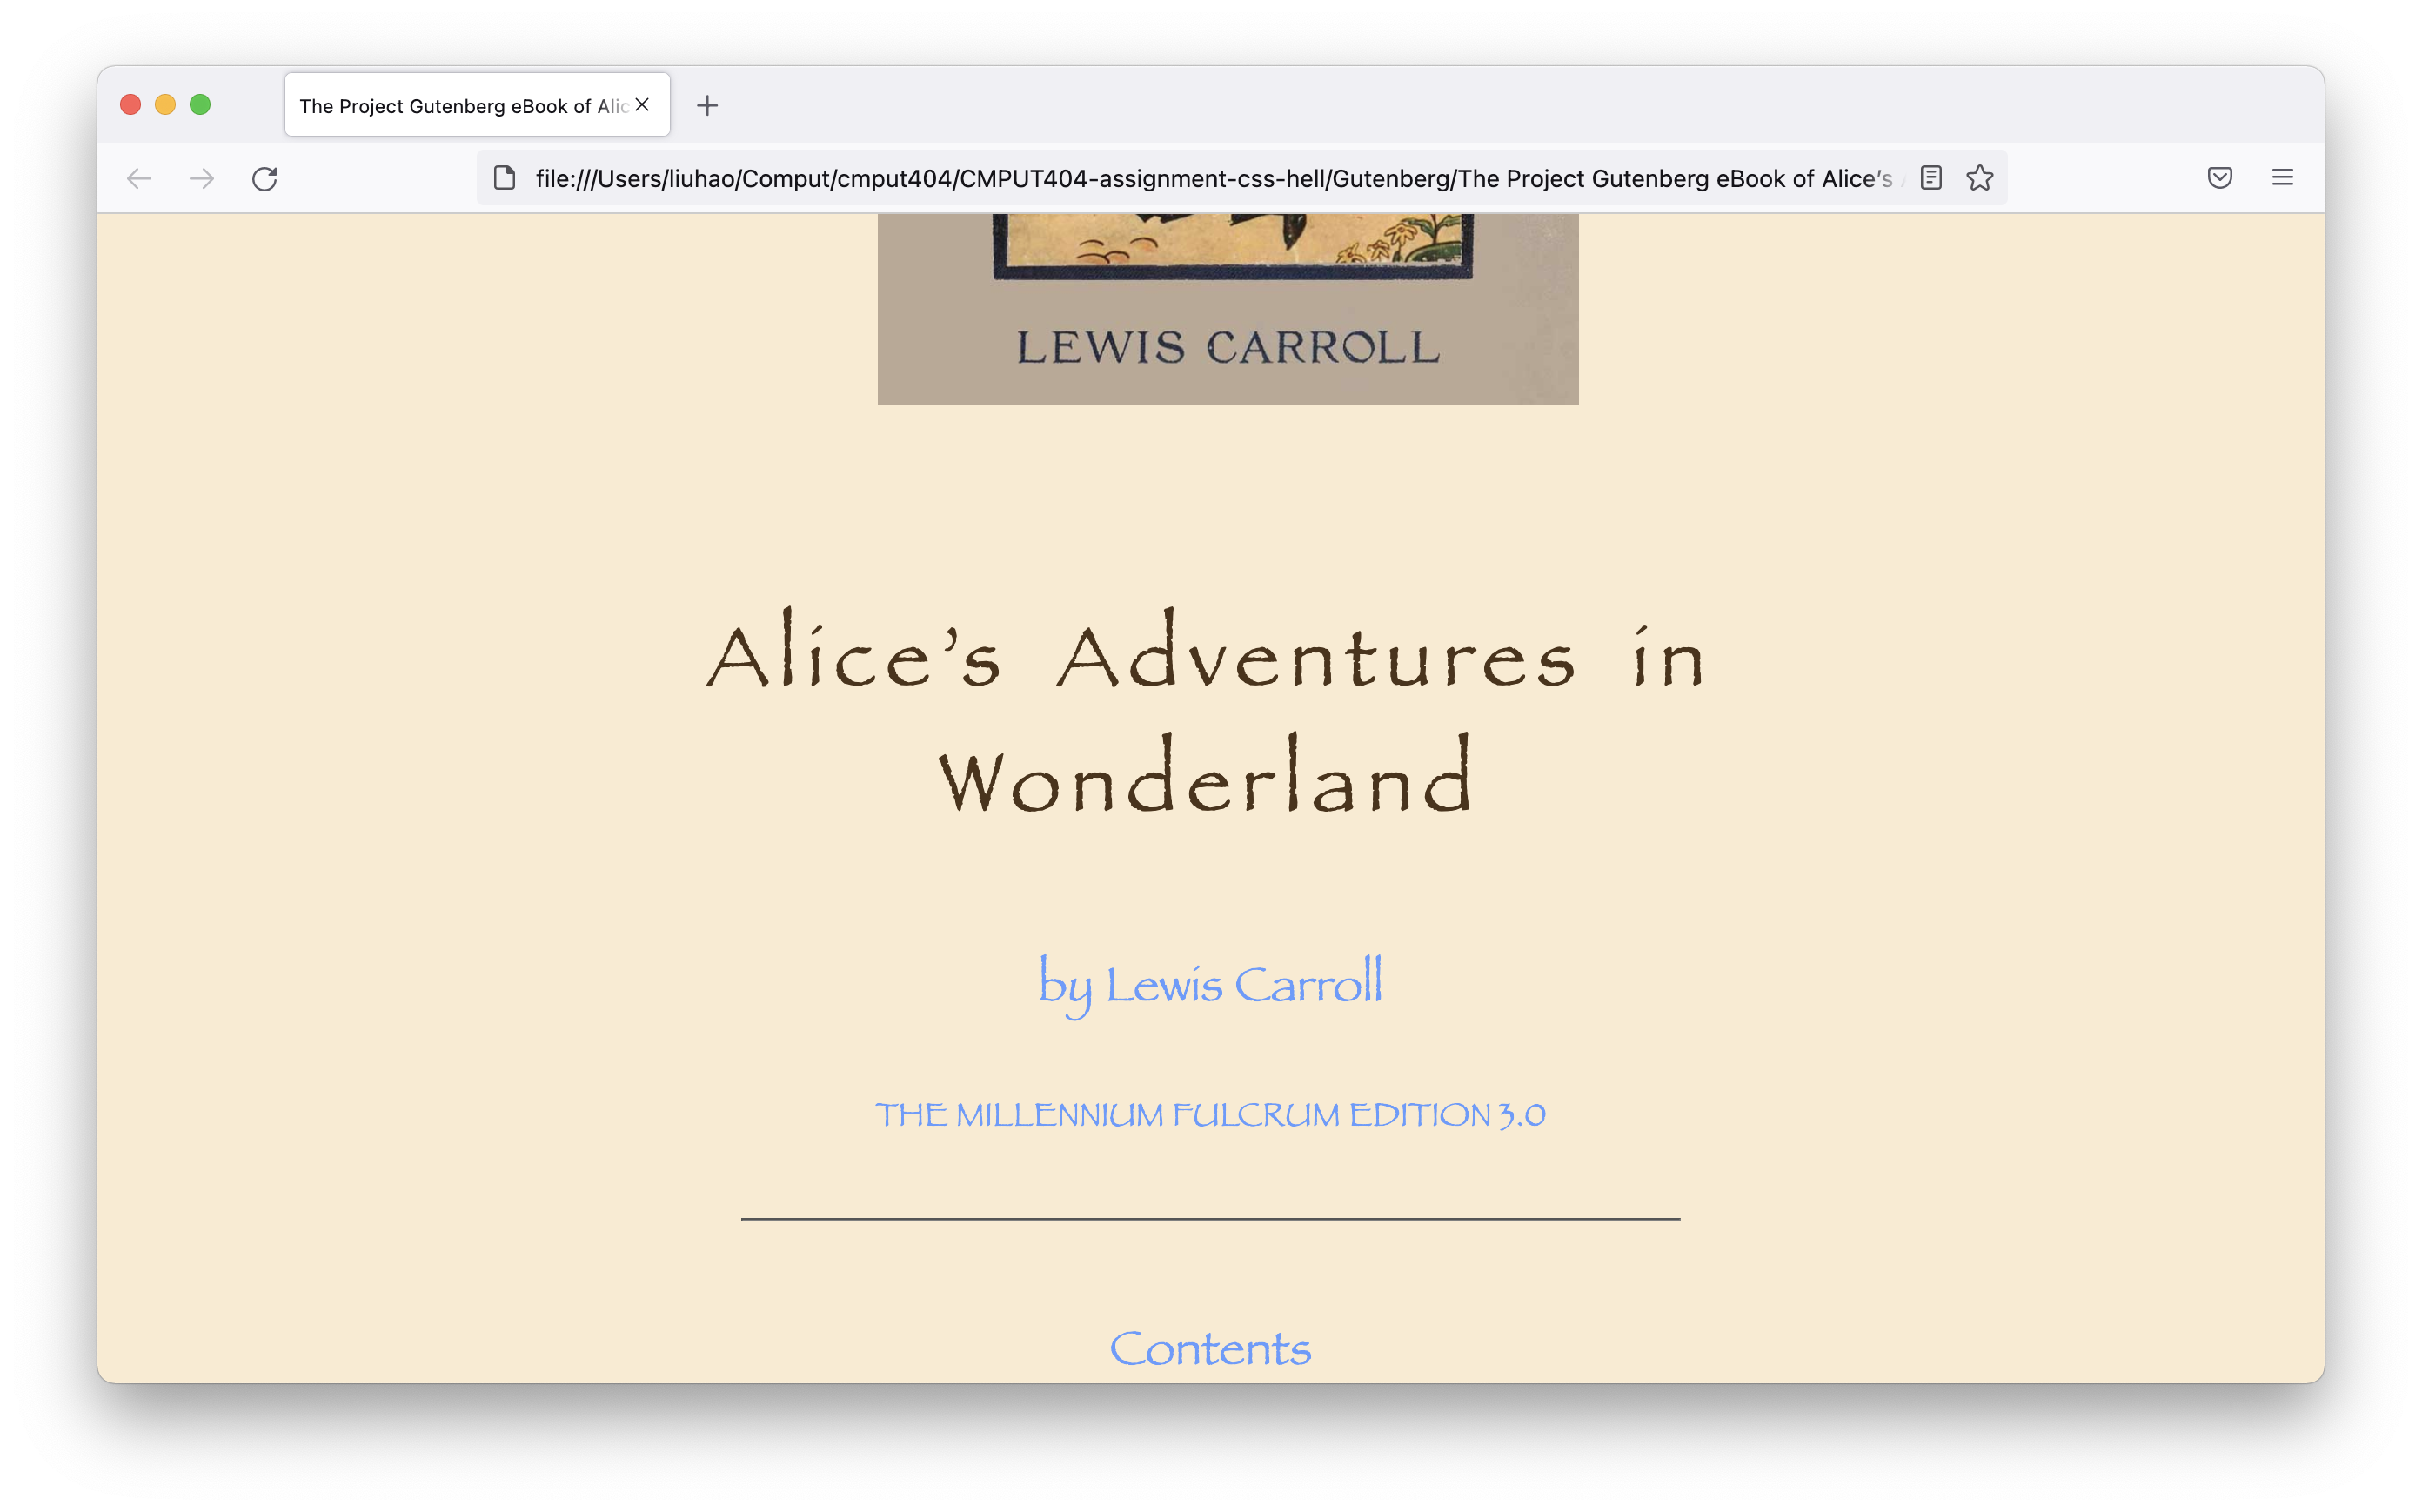 The Project Gutenberg eBook of Alic
file:///Users/liuhao/Comput/cmput404/CMPUT404-assignment-css-hell/Gutenberg/The Project Gutenberg eBook of Alice’s
LEWIS CARROLL
Alice’s Adventures in
Wonderland
by Lewis Carroll
THE MILLENNIUM FULCRUM EDITION 3.0
Contents